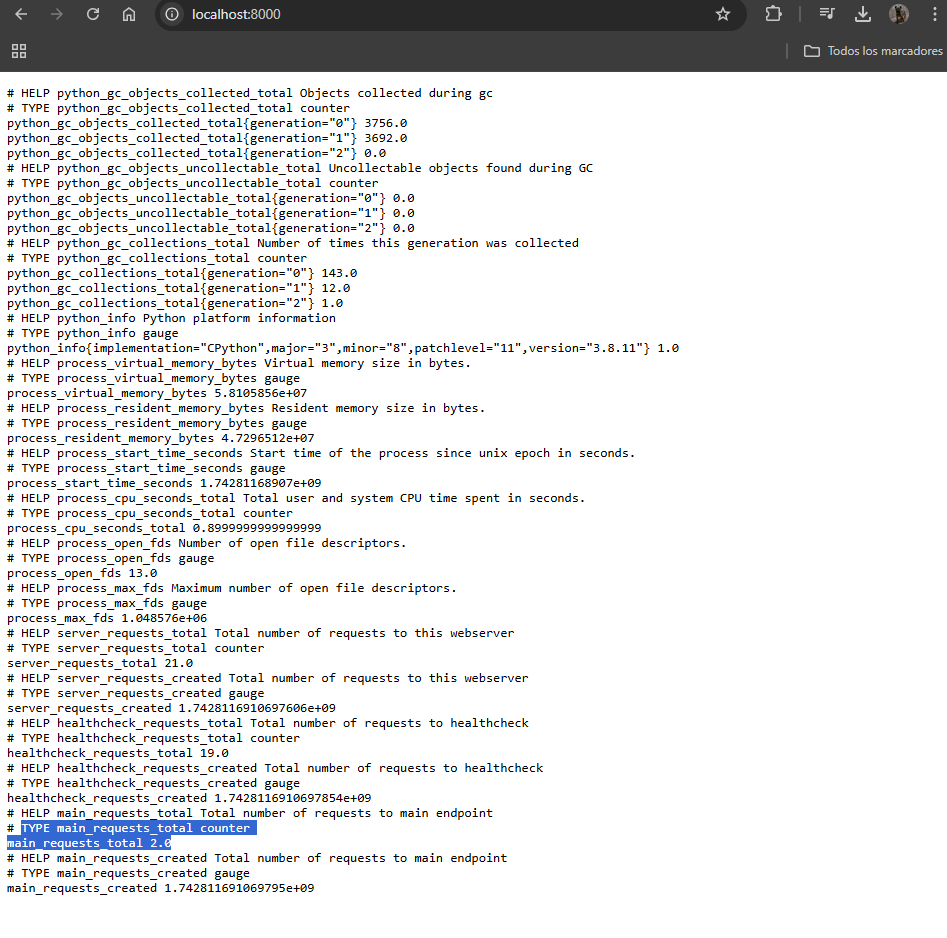 localhost:8000
Todos los marcadores
# HELP python_gc_objects_collected_total Objects collected during gc
# TYPE python_gc_objects_collected_total counter
python_gc_objects_collected_total{generation="0"} 3756.0
python_gc_objects_collected_total{generation="1"} 3692.0
python_gc_objects_collected_total{generation="2"} 0.0
# HELP python_gc_objects_uncollectable_total Uncollectable objects found during GC
# TYPE python_gc_objects_uncollectable_total counter
python_gc_objects_uncollectable_total{generation="0"} 0.0
python_gc_objects_uncollectable_total{generation="1"} 0.0
python_gc_objects_uncollectable_total{generation="2"} 0.0
# HELP python_gc_collections_total Number of times this generation was collected
# TYPE python_gc_collections_total counter
python_gc_collections_total{generation="0"} 143.0
python_gc_collections_total{generation="1"} 12.0
python_gc_collections_total{generation="2"} 1.0
# HELP python_info Python platform information
# TYPE python_info gauge
python_info{implementation="CPython",major="3",minor="8",patchlevel="11",version="3.8.11"} 1.0
# HELP process_virtual_memory_bytes Virtual memory size in bytes.
# TYPE process_virtual_memory_bytes gauge
process_virtual_memory_bytes 5.8105856e+07
# HELP process_resident_memory_bytes Resident memory size in bytes.
# TYPE process_resident_memory_bytes gauge
process_resident_memory_bytes 4.7296512e+07
# HELP process_start_time_seconds Start time of the process since unix epoch in seconds.
# TYPE process_start_time_seconds gauge
process_start_time_seconds 1.74281168907e+09
# HELP process_cpu_seconds_total Total user and system CPU time spent in seconds.
# TYPE process_cpu_seconds_total counter
process_cpu_seconds_total 0.8999999999999999
# HELP process_open_fds Number of open file descriptors.
# TYPE process_open_fds gauge
process_open_fds 13.0
# HELP process_max_fds Maximum number of open file descriptors.
# TYPE process_max_fds gauge
process_max_fds 1.048576e+06
# HELP server_requests_total Total number of requests to this webserver
# TYPE server_requests_total counter
server_requests_total 21.0
# HELP server_requests_created Total number of requests to this webserver
# TYPE server_requests_created gauge
server_requests_created 1.7428116910697606e+09
# HELP healthcheck_requests_total Total number of requests to healthcheck
# TYPE healthcheck_requests_total counter
healthcheck_requests_total 19.0
# HELP healthcheck_requests_created Total number of requests to healthcheck
# TYPE healthcheck_requests_created gauge
healthcheck_requests_created 1.7428116910697854e+09
# HELP main_requests_total Total number of requests to main endpoint
# TYPE main_requests_total counter
main_requests_total 2.0
# HELP main_requests_created Total number of requests to main endpoint
# TYPE main_requests_created gauge
main_requests_created 1.742811691069795e+09